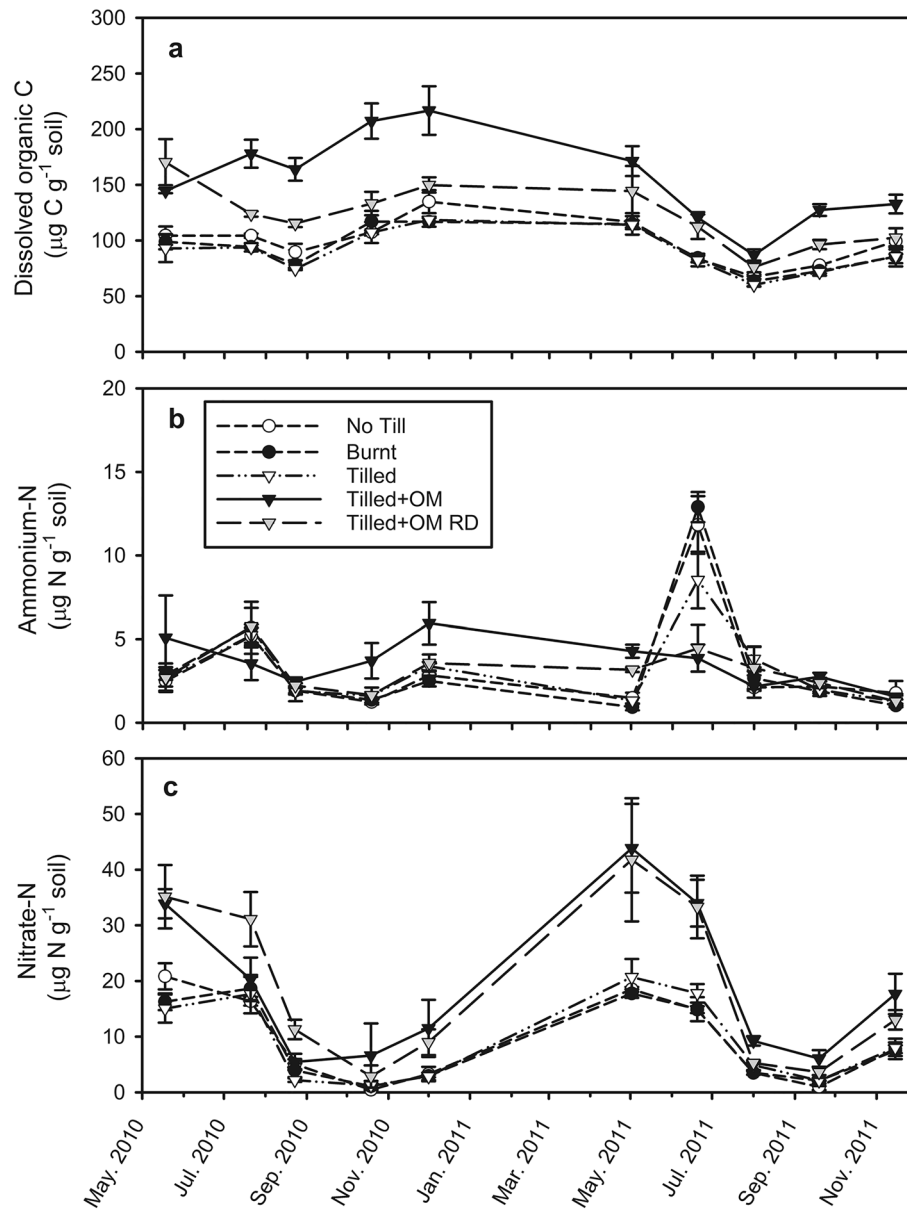 a
Dissolved organic C
(μg C g⁻¹ soil)
300
250
200
150
100
50
0
b
Ammonium-N
(μg N g⁻¹ soil)
20
15
10
5
0
No Till
Burnt
Tilled
Tilled+OM
Tilled+OM RD
c
Nitrate-N
(μg N g⁻¹ soil)
60
50
40
30
20
10
0
May. 2010
Jul. 2010
Sep. 2010
Nov. 2010
Jan. 2011
Mar. 2011
May. 2011
Jul. 2011
Sep. 2011
Nov. 2011